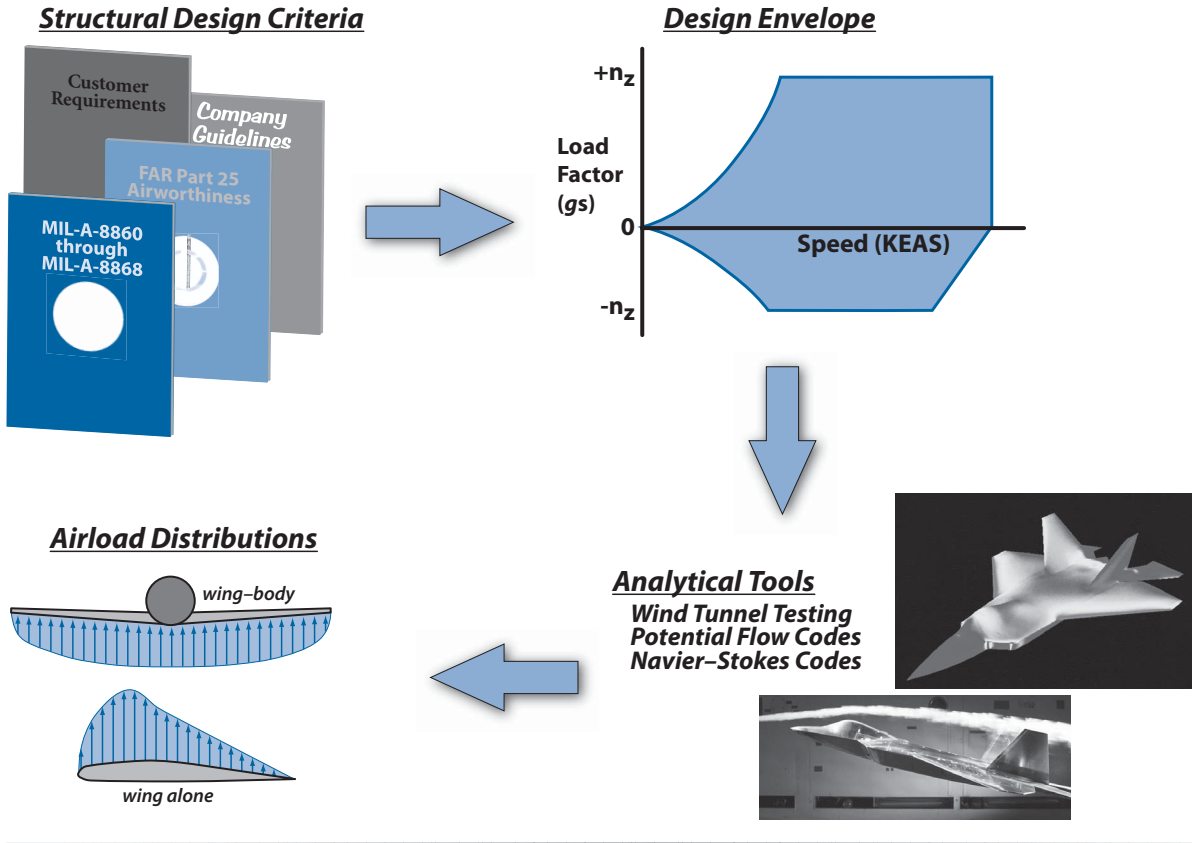 Structural Design Criteria
Customer
Requirements
Company
Guidelines
FAR Part 25
Airworthiness
MIL-A-8860
through
MIL-A-8868
Design Envelope
+nz
Load
Factor
(gs)
0
Speed (KEAS)
-nz
Analytical Tools
Wind Tunnel Testing
Potential Flow Codes
Navier–Stokes Codes
Airload Distributions
wing–body
wing alone